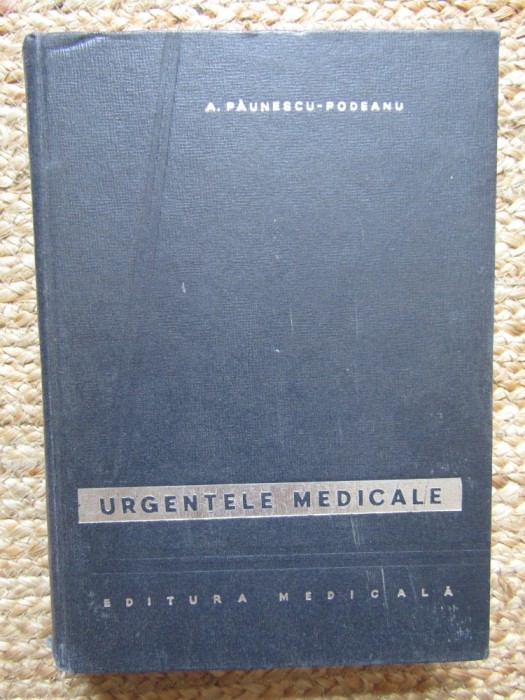 A. PĂUNESCU-PODEANU
URGENTELE MEDICALE
EDITURA MEDICALĂ